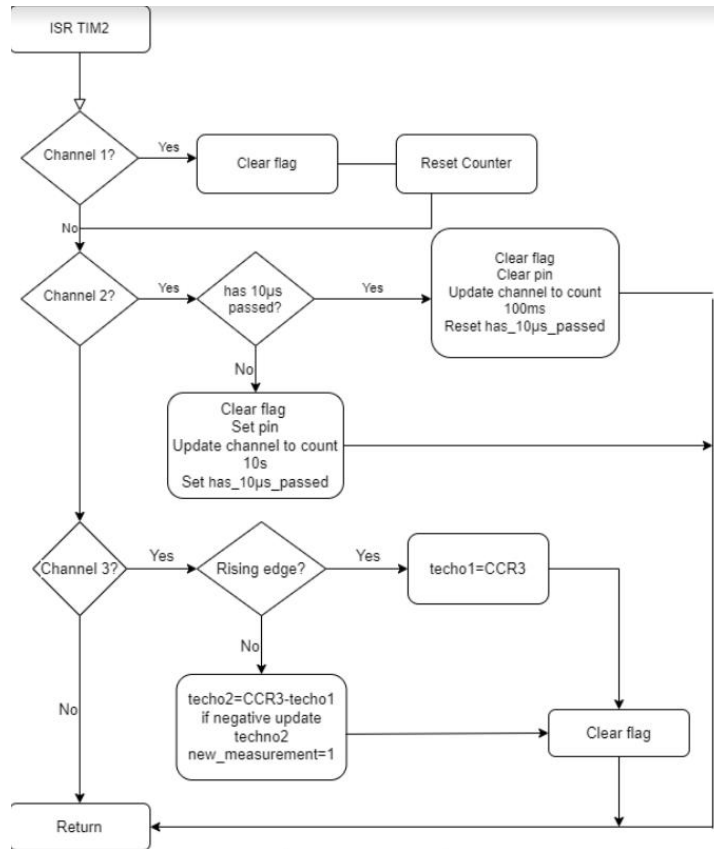 ISR TIM2
Channel 1?
Yes
Clear flag
Reset Counter
No
Channel 2?
Yes
has 10µs
passed?
Yes
Clear flag
Clear pin
Update channel to count
100ms
Reset has_10µs_passed
No
Clear flag
Set pin
Update channel to count
10s
Set has_10µs_passed
Channel 3?
Yes
Rising edge?
Yes
techo1=CCR3
No
techo2=CCR3-techo1
if negative update
techno2
new_measurement=1
Clear flag
No
Return